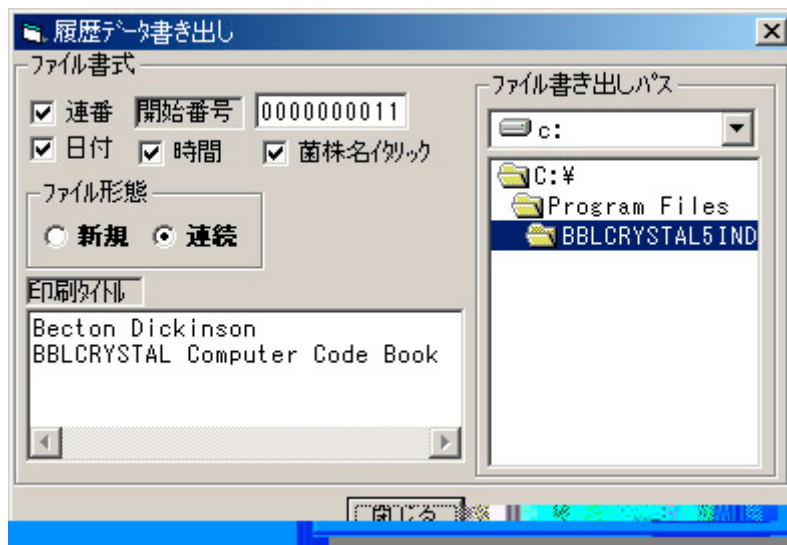 履歴ﾃﾞｰﾀ書き出し
ﾌｧｲﾙ書式
連番 開始番号 0000000011
日付 時間 菌株名ｲﾀﾘｯｸ
ﾌｧｲﾙ形態
新規 連続
印刷ﾀｲﾄﾙ
Becton Dickinson
BBLCRYSTAL Computer Code Book
ﾌｧｲﾙ書き出しﾊﾟｽ
c:
C:¥
Program Files
BBLCRYSTAL5IND
閉じる